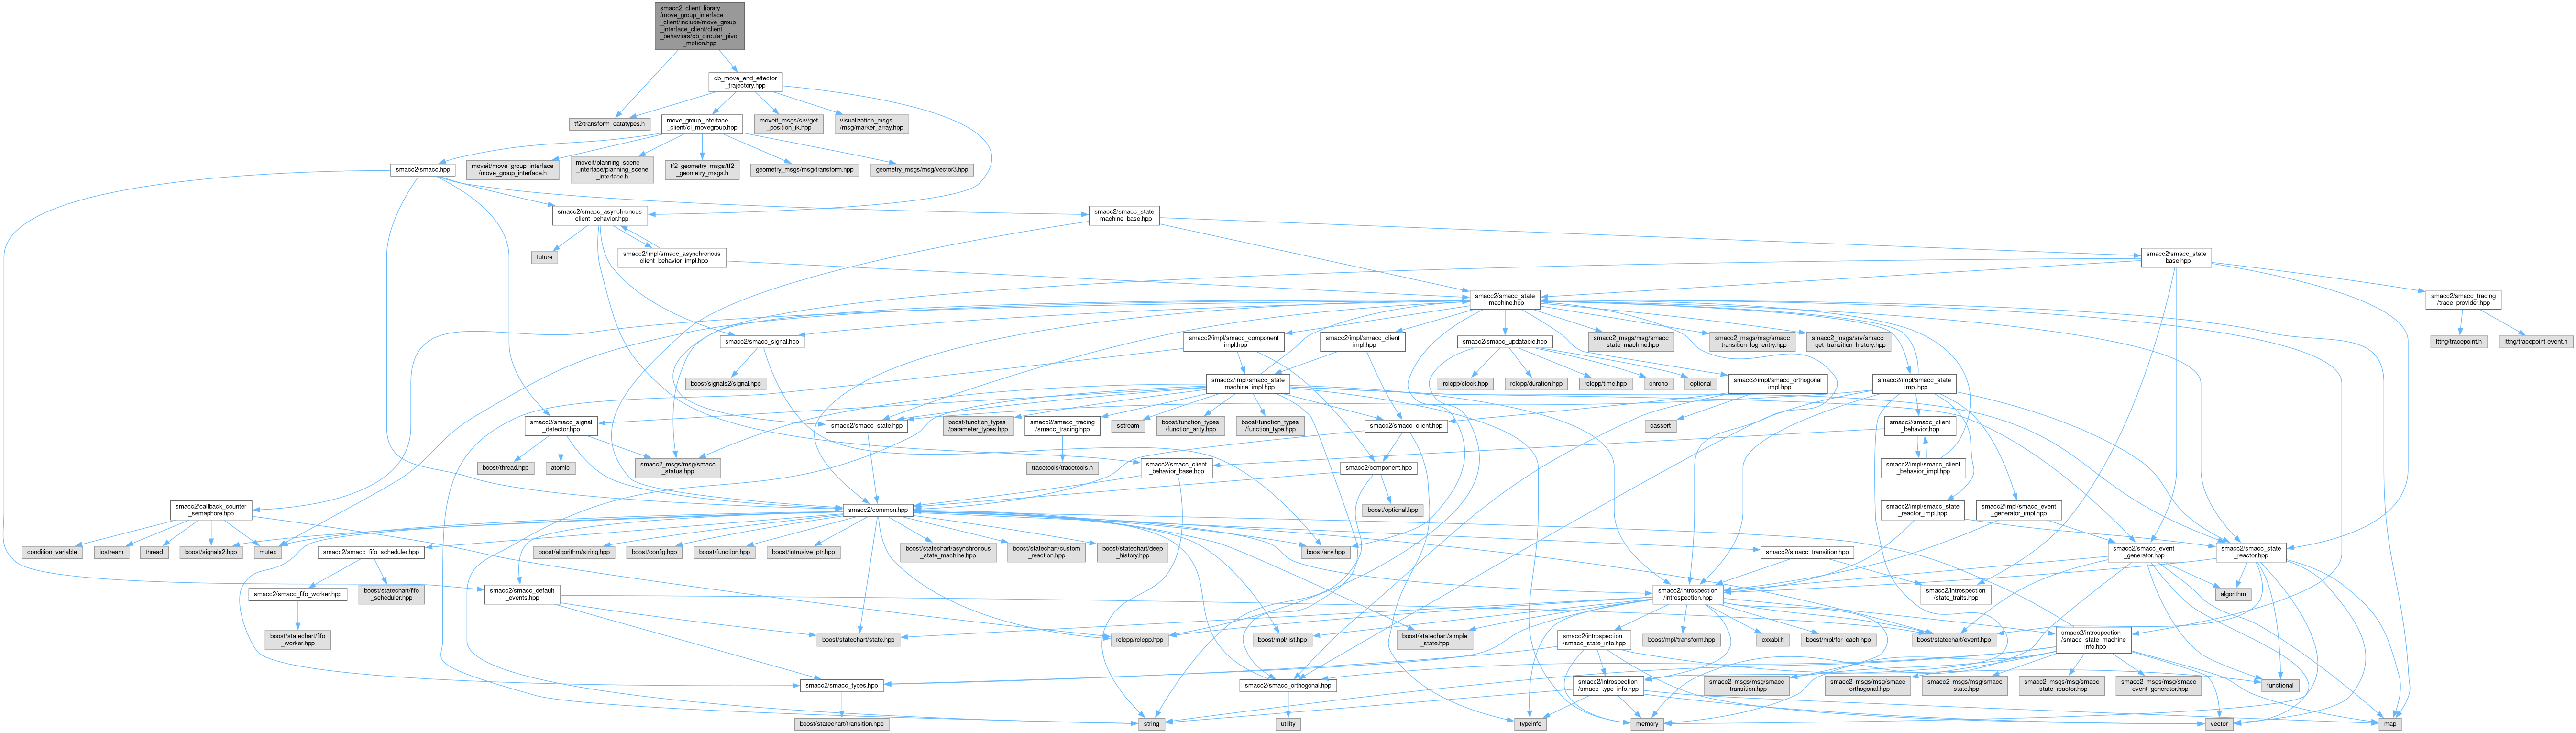 smacc2_client_library
/move_group_interface
_client/include/move_group
_interface_client/client
_behaviors/cb_circular_pivot
_motion.hpp
cb_move_end_effector
_trajectory.hpp
tf2/transform_datatypes.h
move_group_interface
_client/cl_movegroup.hpp
moveit_msgs/srv/get
_position_ik.hpp
visualization_msgs
/msg/marker_array.hpp
smacc2/smacc.hpp
moveit/move_group_interface
/move_group_interface.h
moveit/planning_scene
_interface/planning_scene
_interface.h
tf2_geometry_msgs/tf2
_geometry_msgs.h
geometry_msgs/msg/transform.hpp
geometry_msgs/msg/vector3.hpp
smacc2/smacc_asynchronous
_client_behavior.hpp
smacc2/smacc_state
_machine_base.hpp
future
smacc2/impl/smacc_asynchronous
_client_behavior_impl.hpp
smacc2/smacc_state
_base.hpp
smacc2/smacc_state
_machine.hpp
smacc2/smacc_tracing
/trace_provider.hpp
smacc2/smacc_signal.hpp
smacc2/impl/smacc_component
_impl.hpp
smacc2/impl/smacc_client
_impl.hpp
smacc2/smacc_updatable.hpp
smacc2_msgs/msg/smacc
_state_machine.hpp
smacc2_msgs/msg/smacc
_transition_log_entry.hpp
smacc2_msgs/srv/smacc
_get_transition_history.hpp
lttng/tracepoint.h
lttng/tracepoint-event.h
boost/signals2/signal.hpp
smacc2/impl/smacc_state
_machine_impl.hpp
rclcpp/clock.hpp
rclcpp/duration.hpp
rclcpp/time.hpp
chrono
optional
smacc2/impl/smacc_orthogonal
_impl.hpp
smacc2/impl/smacc_state
_impl.hpp
smacc2/smacc_signal
_detector.hpp
smacc2/smacc_state.hpp
boost/function_types
/parameter_types.hpp
smacc2/smacc_tracing
/smacc_tracing.hpp
sstream
boost/function_types
/function_arity.hpp
boost/function_types
/function_type.hpp
smacc2/smacc_client.hpp
cassert
smacc2/smacc_client
_behavior.hpp
boost/thread.hpp
atomic
smacc2_msgs/msg/smacc
_status.hpp
tracetools/tracetools.h
smacc2/smacc_client
_behavior_base.hpp
smacc2/component.hpp
smacc2/impl/smacc_client
_behavior_impl.hpp
smacc2/callback_counter
_semaphore.hpp
smacc2/common.hpp
boost/optional.hpp
smacc2/impl/smacc_state
_reactor_impl.hpp
smacc2/impl/smacc_event
_generator_impl.hpp
condition_variable
iostream
thread
boost/signals2.hpp
mutex
smacc2/smacc_fifo_scheduler.hpp
boost/algorithm/string.hpp
boost/config.hpp
boost/function.hpp
boost/intrusive_ptr.hpp
boost/statechart/asynchronous
_state_machine.hpp
boost/statechart/custom
_reaction.hpp
boost/statechart/deep
_history.hpp
boost/any.hpp
smacc2/smacc_transition.hpp
smacc2/smacc_event
_generator.hpp
smacc2/smacc_state
_reactor.hpp
smacc2/smacc_fifo_worker.hpp
boost/statechart/fifo
_scheduler.hpp
smacc2/smacc_default
_events.hpp
smacc2/introspection
/introspection.hpp
smacc2/introspection
/state_traits.hpp
algorithm
boost/statechart/fifo
_worker.hpp
boost/statechart/state.hpp
rclcpp/rclcpp.hpp
boost/mpl/list.hpp
boost/statechart/simple
_state.hpp
smacc2/introspection
/smacc_state_info.hpp
boost/mpl/transform.hpp
cxxabi.h
boost/mpl/for_each.hpp
boost/statechart/event.hpp
smacc2/introspection
/smacc_state_machine
_info.hpp
smacc2/smacc_types.hpp
smacc2/smacc_orthogonal.hpp
smacc2/introspection
/smacc_type_info.hpp
smacc2_msgs/msg/smacc
_transition.hpp
smacc2_msgs/msg/smacc
_orthogonal.hpp
smacc2_msgs/msg/smacc
_state.hpp
smacc2_msgs/msg/smacc
_state_reactor.hpp
smacc2_msgs/msg/smacc
_event_generator.hpp
functional
boost/statechart/transition.hpp
string
utility
typeinfo
memory
vector
map